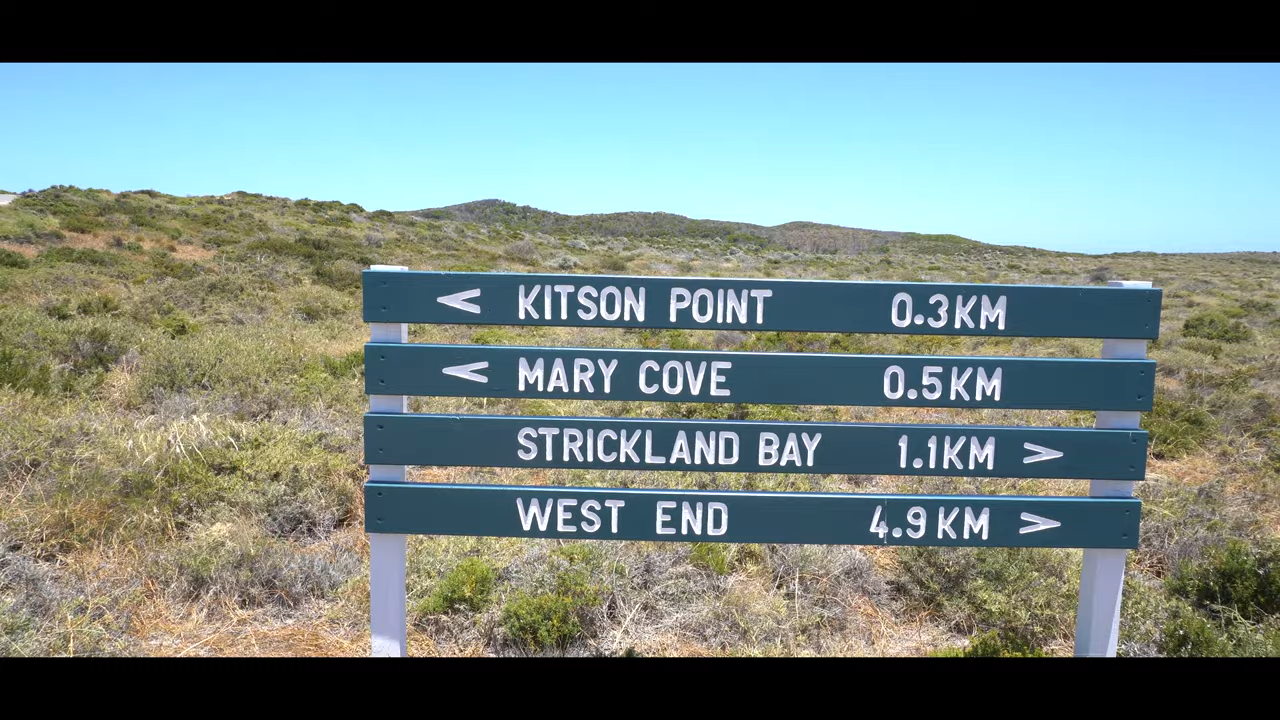 < KITSON POINT 0.3KM
< MARY COVE 0.5KM
STRICKLAND BAY 1.1KM >
WEST END 4.9KM >